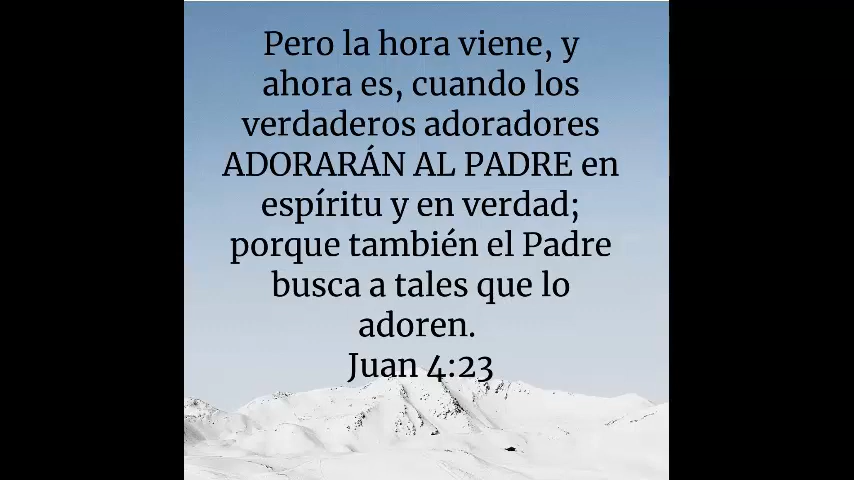 Pero la hora viene, y
ahora es, cuando los
verdaderos adoradores
ADORARÁN AL PADRE en
espíritu y en verdad;
porque también el Padre
busca a tales que lo
adoren.
Juan 4:23